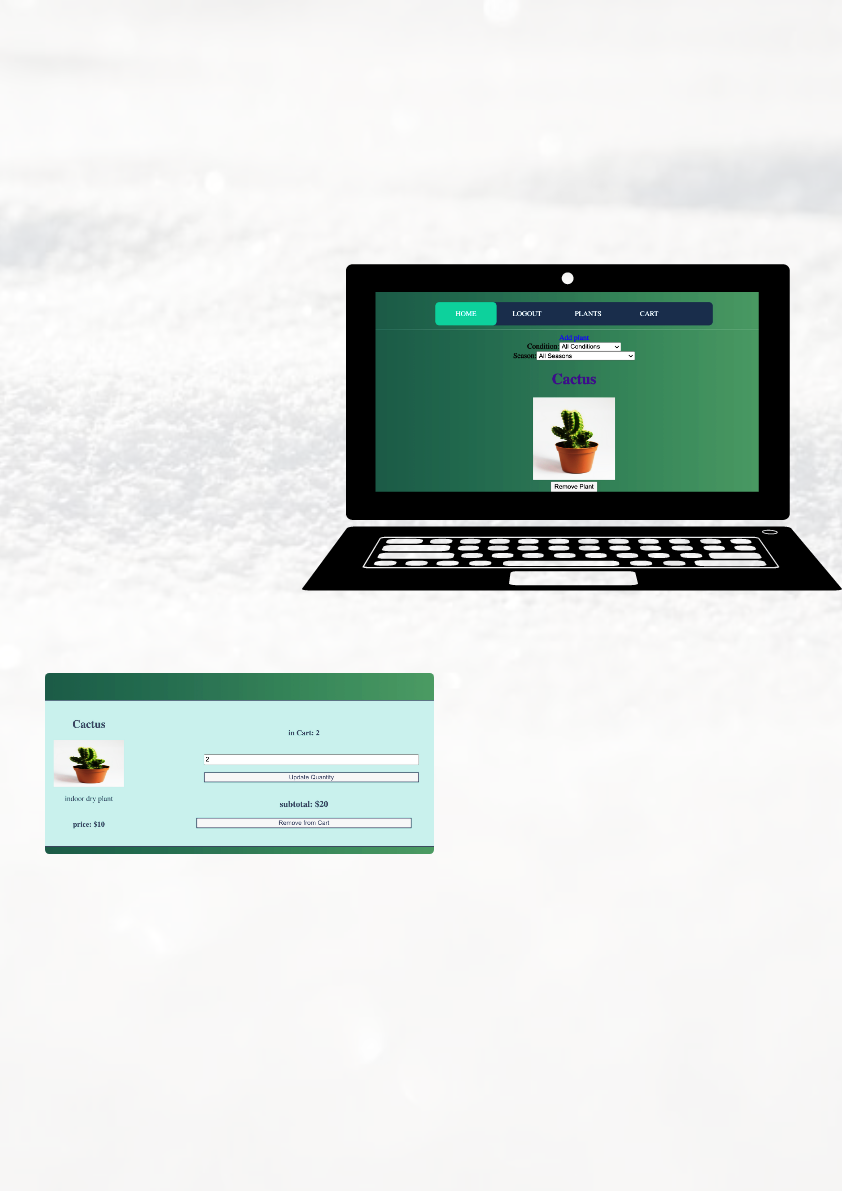 HOME LOGOUT PLANTS CART
Add plant
Condition: All Conditions
Season: All Seasons
Cactus
Remove Plant
Cactus
indoor dry plant
price: $10
in Cart: 2
2
Update Quantity
subtotal: $20
Remove from Cart